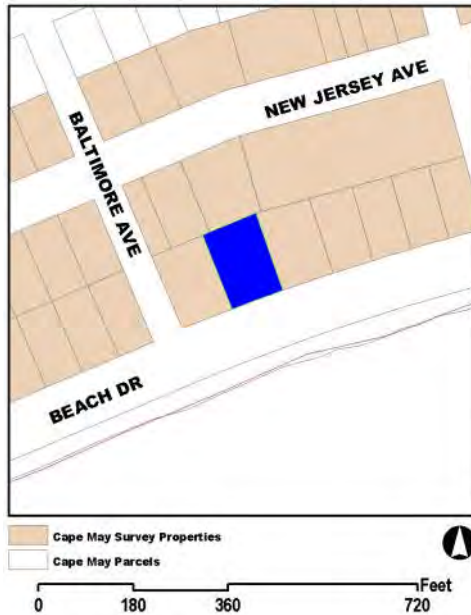 NEW JERSEY AVE
BALTIMORE AVE
BEACH DR
Cape May Survey Properties
Cape May Parcels
Feet
0 180 360 720